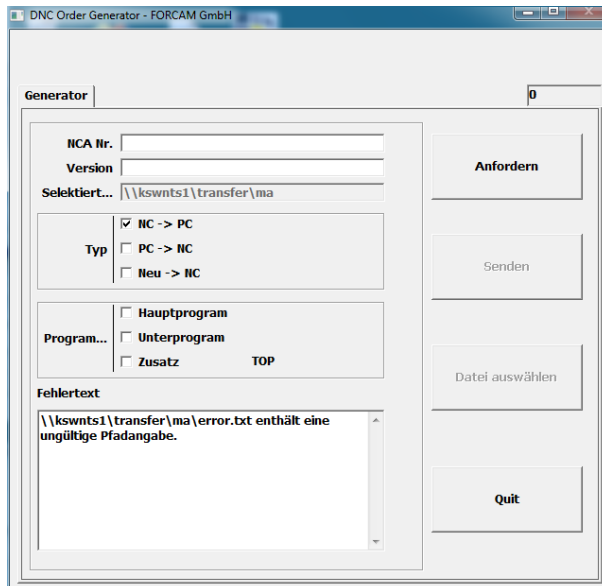 DNC Order Generator - FORCAM GmbH
Generator
0
NCA Nr.
Version
Selektiert... \\kswnts1\transfer\ma
Typ
NC -> PC
PC -> NC
Neu -> NC
Program...
Hauptprogram
Unterprogram
Zusatz TOP
Fehlertext
\\kswnts1\transfer\ma\error.txt enthält eine
ungültige Pfadangabe.
Anfordern
Senden
Datei auswählen
Quit